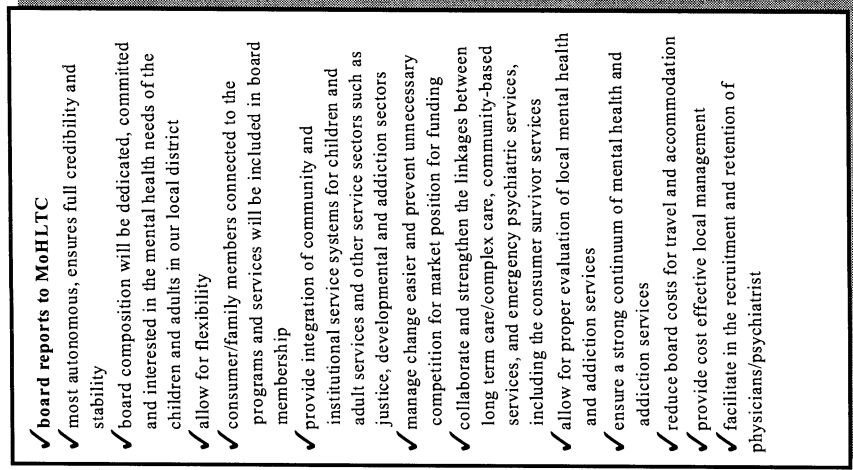 ✓board reports to MoHLTC
✓most autonomous, ensures full credibility and
stability
✓board composition will be dedicated, committed
and interested in the mental health needs of the
children and adults in our local district
✓allow for flexibility
✓consumer/family members connected to the
programs and services will be included in board
membership
✓provide integration of community and
institutional service systems for children and
adult services and other service sectors such as
justice, developmental and addiction sectors
✓manage change easier and prevent unnecessary
competition for market position for funding
✓collaborate and strengthen the linkages between
long term care/complex care, community-based
services, and emergency psychiatric services,
including the consumer survivor services
✓allow for proper evaluation of local mental health
and addiction services
✓ensure a strong continuum of mental health and
addiction services
✓reduce board costs for travel and accommodation
✓provide cost effective local management
✓facilitate in the recruitment and retention of
physicians/psychiatrist